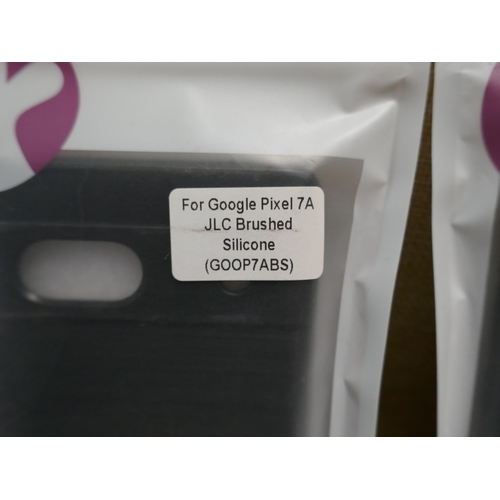 For Google Pixel 7A
JLC Brushed
Silicone
(GOOP7ABS)